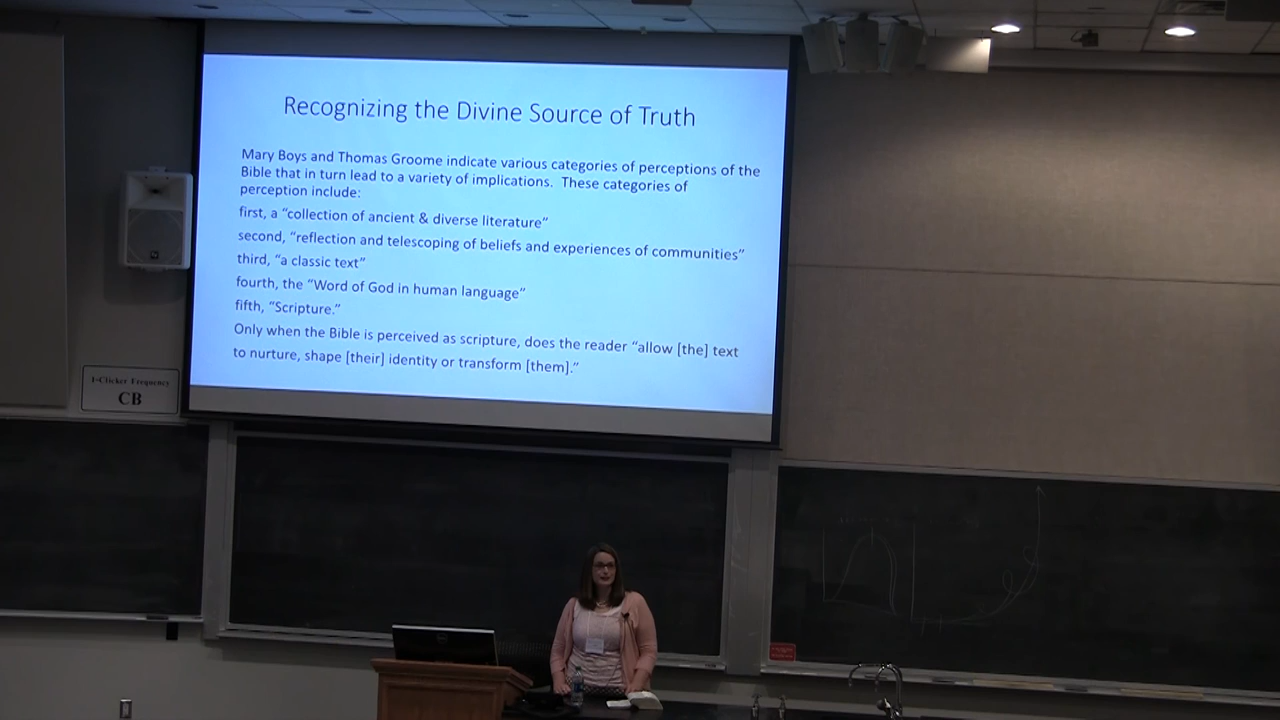 Recognizing the Divine Source of Truth
Mary Boys and Thomas Groome indicate various categories of perceptions of the
Bible that in turn lead to a variety of implications.  These categories of
perception include:
first, a “collection of ancient & diverse literature”
second, “reflection and telescoping of beliefs and experiences of communities”
third, “a classic text”
fourth, the “Word of God in human language”
fifth, “Scripture.”
Only when the Bible is perceived as scripture, does the reader “allow [the] text
to nurture, shape [their] identity or transform [them].”
i-Clicker Frequency
CB